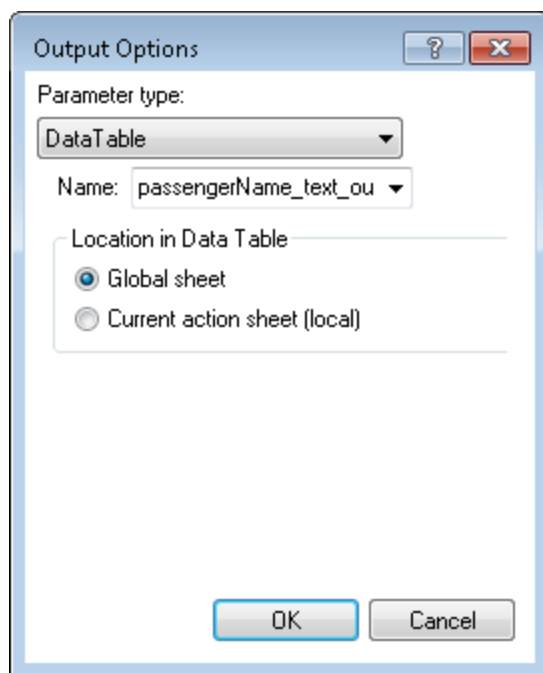 Output Options
Parameter type:
DataTable
Name: passengerName_text_ou
Location in Data Table
Global sheet
Current action sheet (local)
OK Cancel